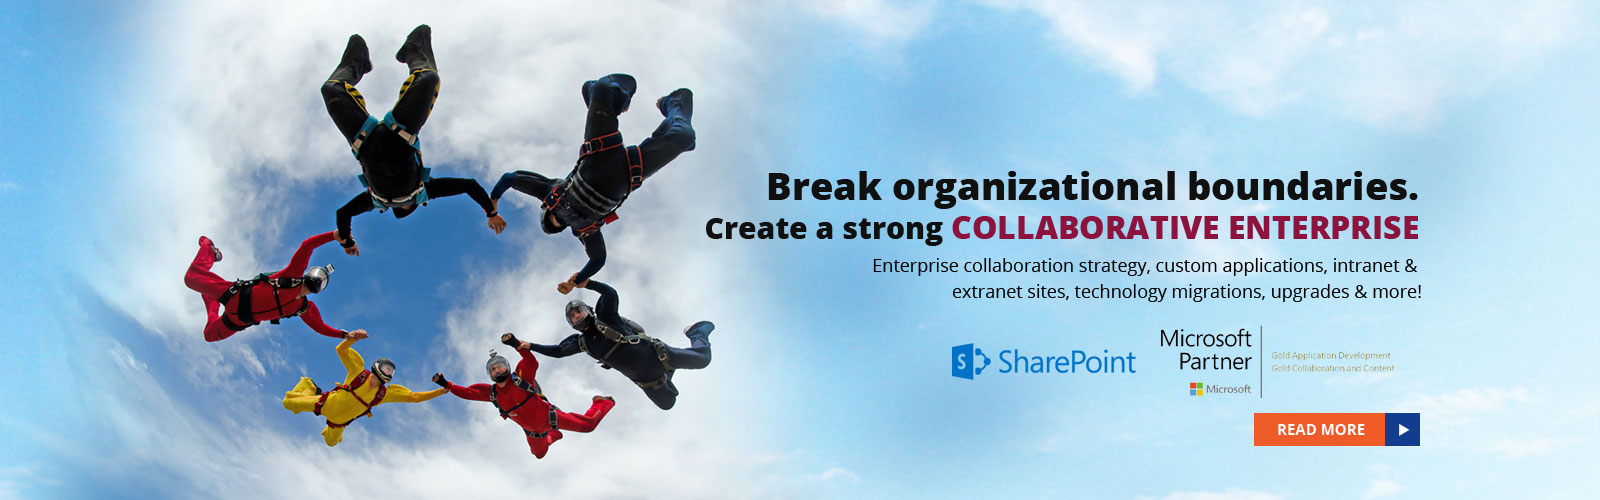 Break organizational boundaries.
Create a strong COLLABORATIVE ENTERPRISE
Enterprise collaboration strategy, custom applications, intranet &
extranet sites, technology migrations, upgrades & more!
S SharePoint
Microsoft
Partner
Microsoft
Gold Application Development
Gold Collaboration and Content
READ MORE